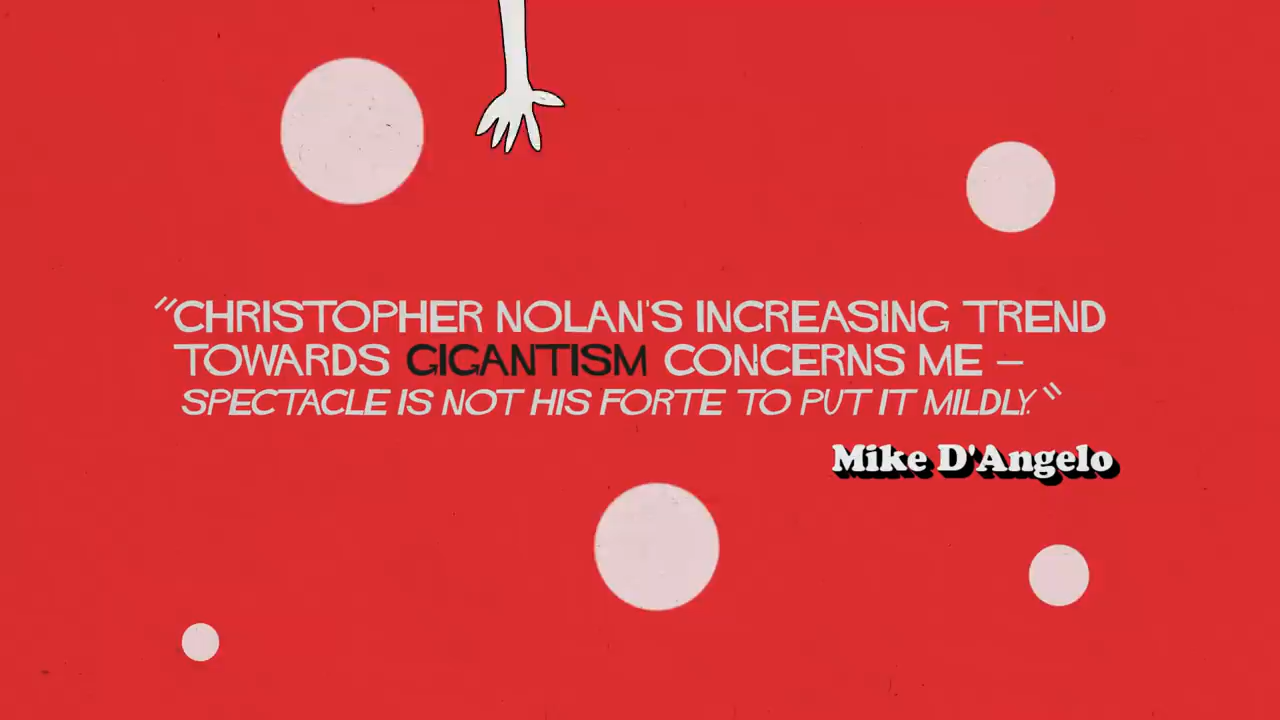 "CHRISTOPHER NOLAN'S INCREASING TREND
TOWARDS GIGANTISM CONCERNS ME –
SPECTACLE IS NOT HIS FORTE TO PUT IT MILDLY."
Mike D'Angelo